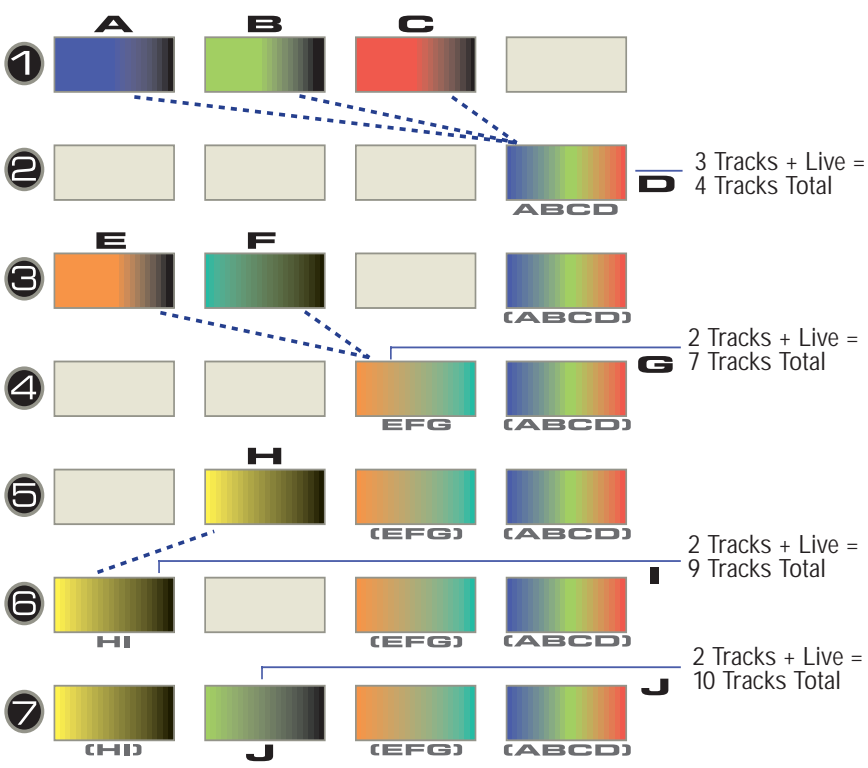 A B C
1
2
D
3 Tracks + Live =
4 Tracks Total
ABCD
E F
3
(ABCD)
G
2 Tracks + Live =
7 Tracks Total
4
EFG (ABCD)
H
5
(EFG) (ABCD)
I
2 Tracks + Live =
9 Tracks Total
6
HI (EFG) (ABCD)
J
2 Tracks + Live =
10 Tracks Total
7
(HI) J (EFG) (ABCD)